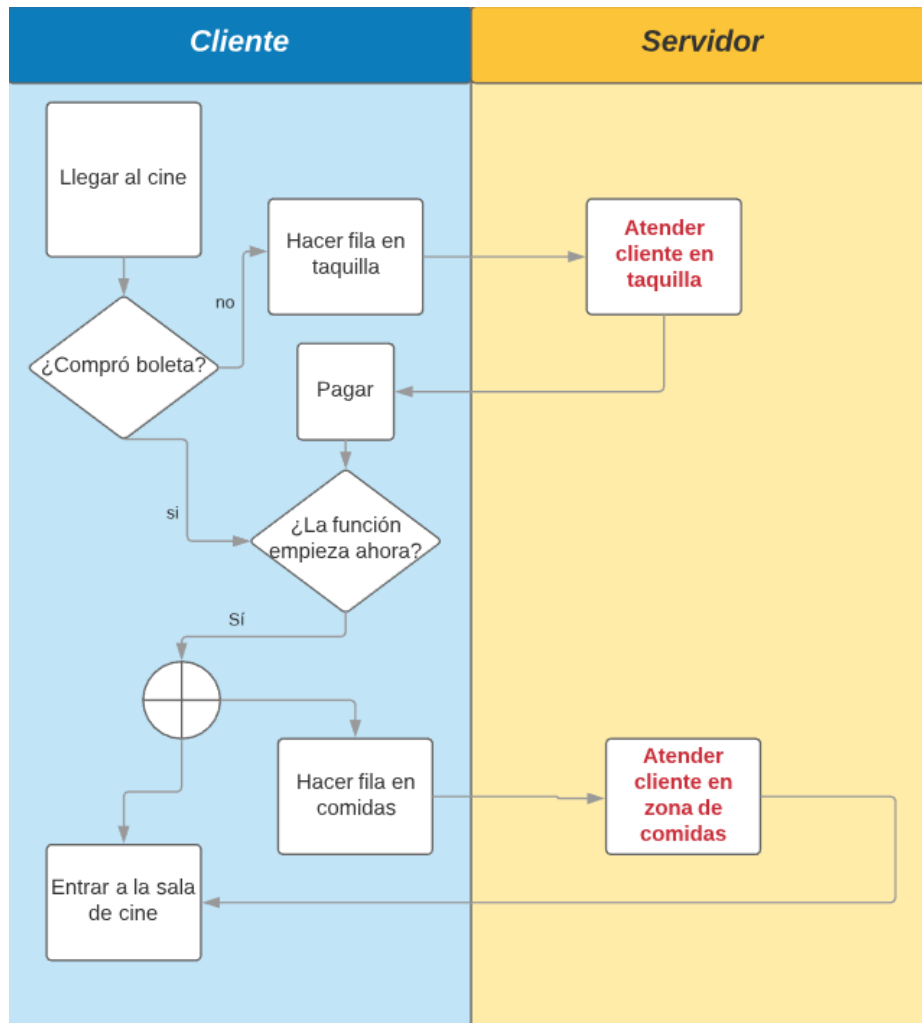 Cliente
Servidor
Llegar al cine
Hacer fila en
taquilla
Atender
cliente en
taquilla
no
¿Compró boleta?
Pagar
si
¿La función
empieza ahora?
Sí
Hacer fila en
comidas
Atender
cliente en
zona de
comidas
Entrar a la sala
de cine